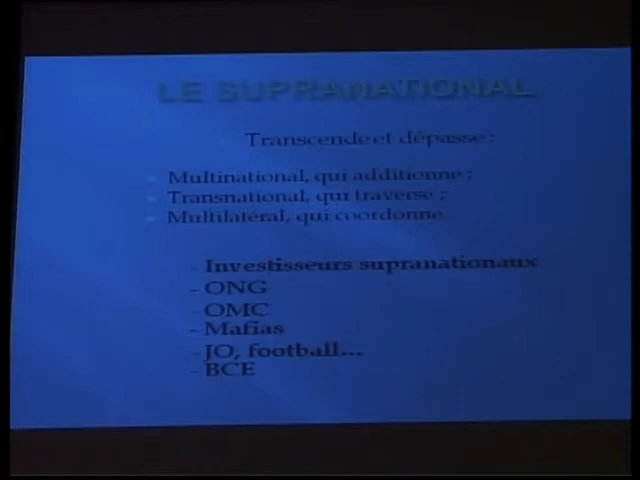 LE SUPRANATIONAL
Transcende et dépasse :
Multinational, qui additionne ;
Transnational, qui traverse ;
Multilatéral, qui coordonne.
- Investisseurs supranationaux
- ONG
- OMC
- Mafias
- JO, football...
- BCE